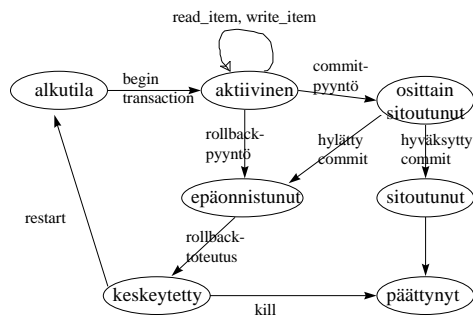 read_item, write_item
begin
transaction
commit-
pyyntö
alkutila
aktiivinen
osittain
sitoutunut
rollback-
pyyntö
hylätty
commit
hyväksytty
commit
epäonnistunut
sitoutunut
restart
rollback-
toteutus
keskeytetty
kill
päättynyt